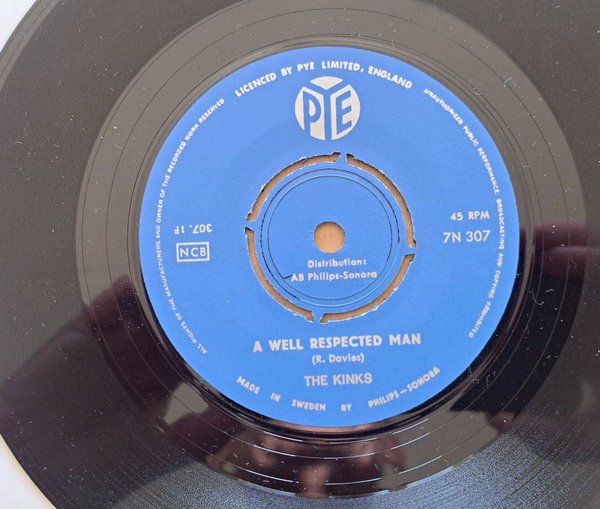 LICENCED BY PYE LIMITED, ENGLAND
PYE
UNAUTHORISED PUBLIC PERFORMANCE, BROADCASTING AND COPYING PROHIBITED
ALL RIGHTS OF THE MANUFACTURERS AND OWNER OF THE RECORDED WORK RESERVED
307. 1F
NCB
45 RPM
7N 307
Distribution:
AB Philips-Sonora
A WELL RESPECTED MAN
(R. Davies)
THE KINKS
MADE IN SWEDEN BY PHILIPS-SONORA